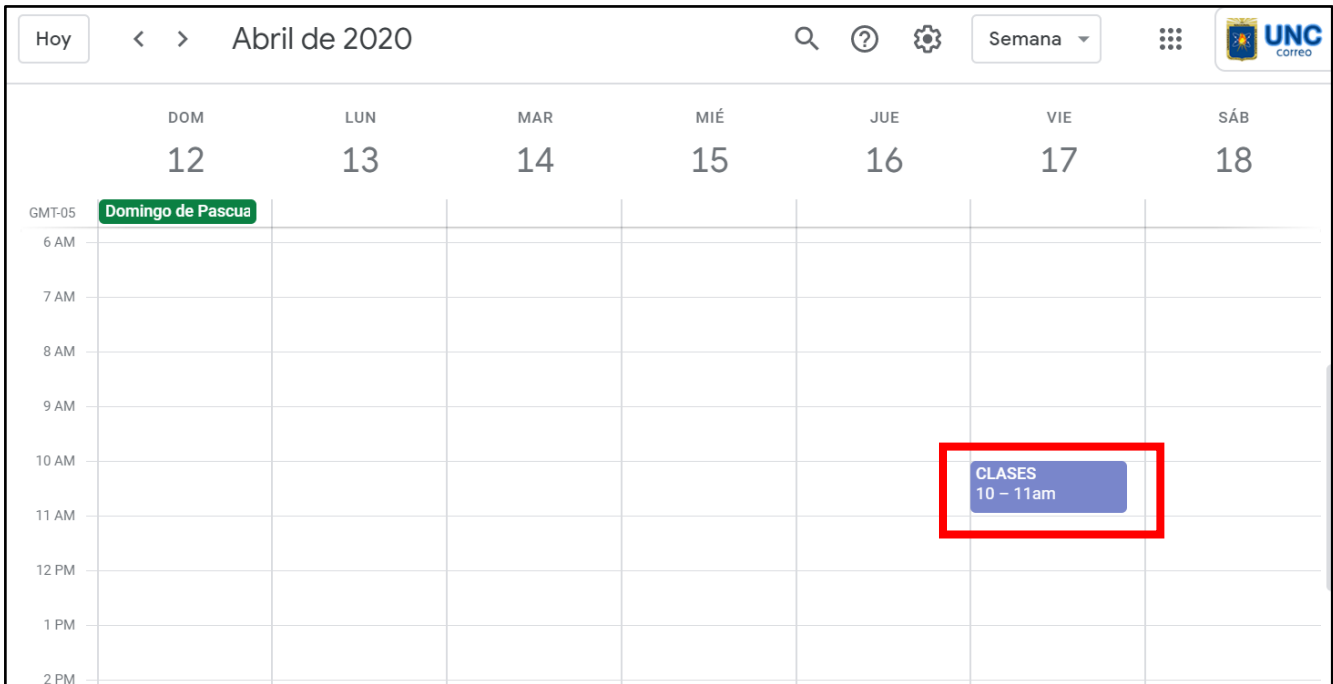 Hoy
Abril de 2020
Semana
UNC
correo
DOM LUN MAR MIÉ JUE VIE SÁB
12 13 14 15 16 17 18
GMT-05 Domingo de Pascua
6 AM
7 AM
8 AM
9 AM
10 AM
CLASES
10 – 11am
11 AM
12 PM
1 PM
2 PM